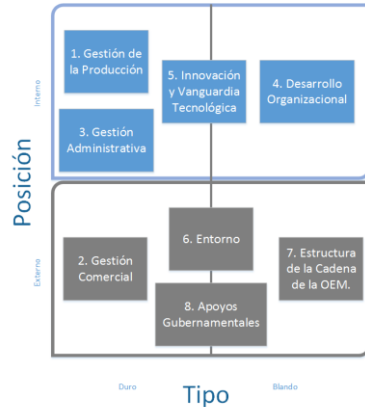 1. Gestión de
la Producción
5. Innovación
y Vanguardia
Tecnológica
4. Desarrollo
Organizacional
3. Gestión
Administrativa
Interno
Posición
Externo
6. Entorno
2. Gestión
Comercial
7. Estructura
de la Cadena
de la OEM.
8. Apoyos
Gubernamentales
Duro
Tipo
Blando